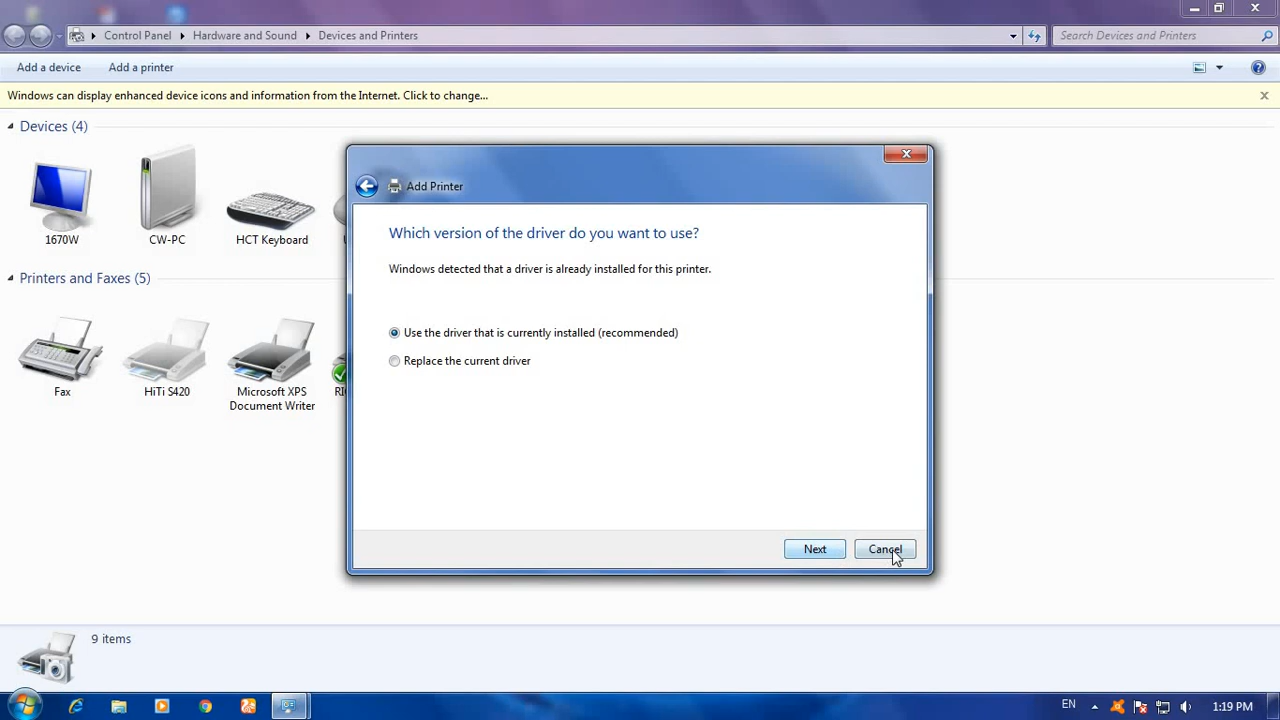 Control Panel Hardware and Sound Devices and Printers
Search Devices and Printers
Add a device Add a printer
Windows can display enhanced device icons and information from the Internet. Click to change...
Devices (4)
1670W CW-PC HCT Keyboard
Printers and Faxes (5)
Fax HiTi S420 Microsoft XPS Document Writer
Add Printer
Which version of the driver do you want to use?
Windows detected that a driver is already installed for this printer.
Use the driver that is currently installed (recommended)
Replace the current driver
Next Cancel
9 items
EN 1:19 PM